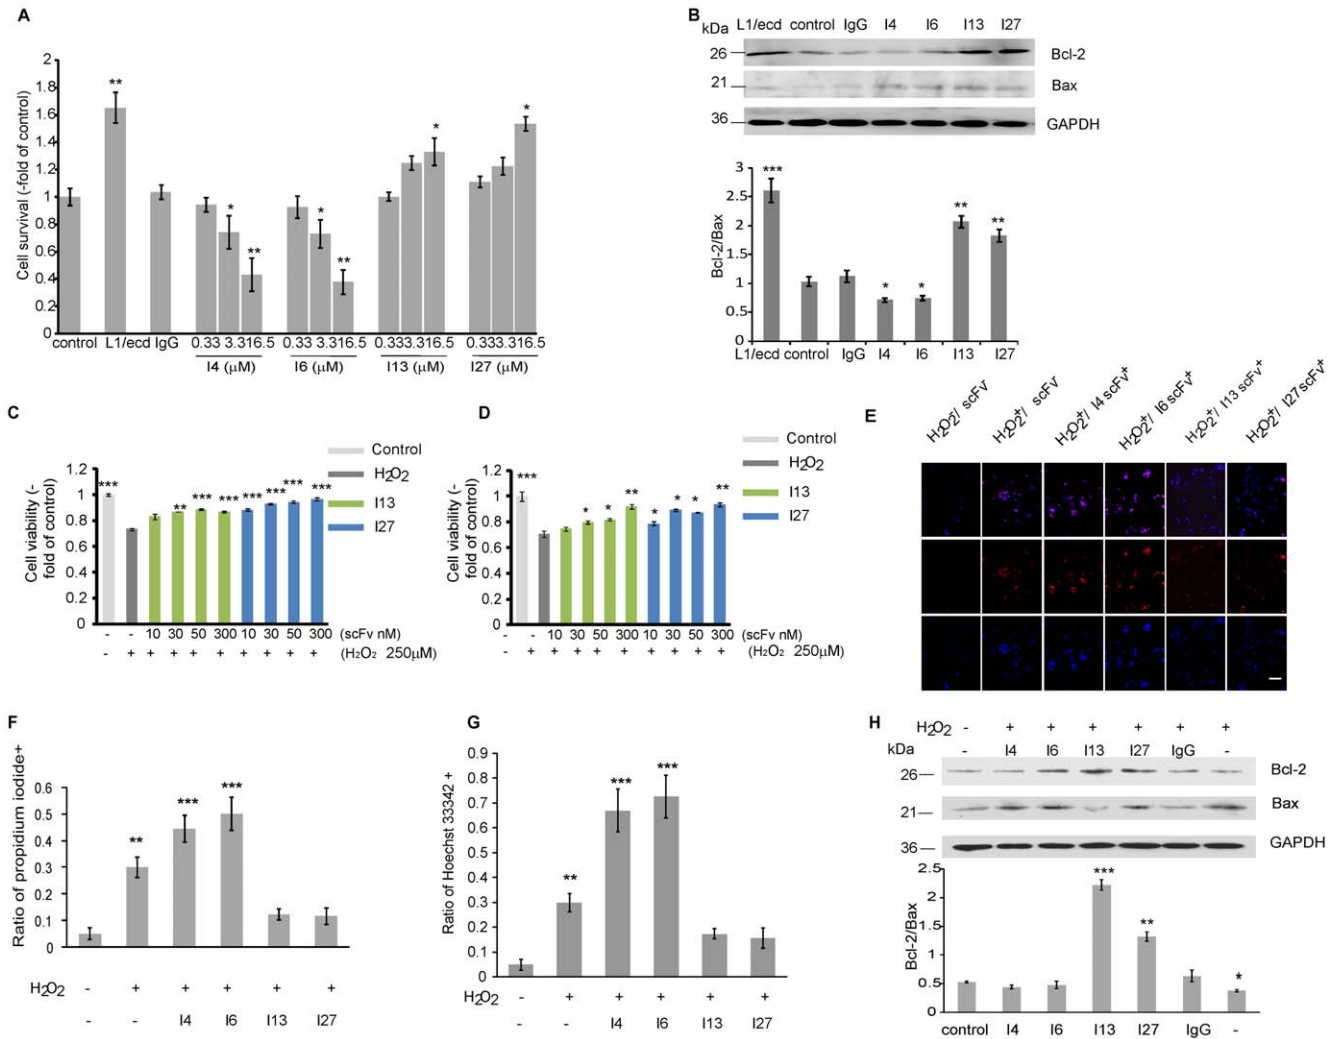 A
Cell survival (-fold of control)
2
1.8
1.6
1.4
1.2
1
0.8
0.6
0.4
0.2
0
**
*
**
*
**
*
*
control L1/ecd IgG 0.33 3.3 16.5 0.33 3.3 16.5 0.33 3.3 16.5 0.33 3.3 16.5
I4 (μM) I6 (μM) I13 (μM) I27 (μM)
B
kDa L1/ecd control IgG I4 I6 I13 I27
26 Bcl-2
21 Bax
36 GAPDH
Bcl-2/Bax
3
2.5
2
1.5
1
0.5
0
***
*
*
**
**
L1/ecd control IgG I4 I6 I13 I27
C
Cell viability (-
fold of control)
1.2
1
0.8
0.6
0.4
0.2
0
*** ** *** *** *** *** *** ***
Control
H2O2
I13
I27
- - 10 30 50 300 10 30 50 300 (scFv nM)
- + + + + + + + + + (H2O2 250μM)
D
Cell viability (-
fold of control)
1.2
1
0.8
0.6
0.4
0.2
0
*** * * ** * * **
Control
H2O2
I13
I27
- - 10 30 50 300 10 30 50 300 (scFv nM)
- + + + + + + + + + (H2O2 250μM)
E
H2O2-/ scFv-
H2O2+/ scFv-
H2O2+/ I4 scFv+
H2O2+/ I6 scFv+
H2O2+/ I13 scFv+
H2O2+/ I27 scFv+
F
Ratio of propidium iodide+
0.6
0.5
0.4
0.3
0.2
0.1
0
**
***
***
H2O2 - + + + + +
- - I4 I6 I13 I27
G
Ratio of Hoechst 33342 +
0.9
0.8
0.7
0.6
0.5
0.4
0.3
0.2
0.1
0
**
***
***
H2O2 - + + + + +
- - I4 I6 I13 I27
H
H2O2 - + + + + + +
kDa - I4 I6 I13 I27 IgG -
26 Bcl-2
21 Bax
36 GAPDH
Bcl-2/Bax
2.5
2
1.5
1
0.5
0
***
**
*
control I4 I6 I13 I27 IgG -